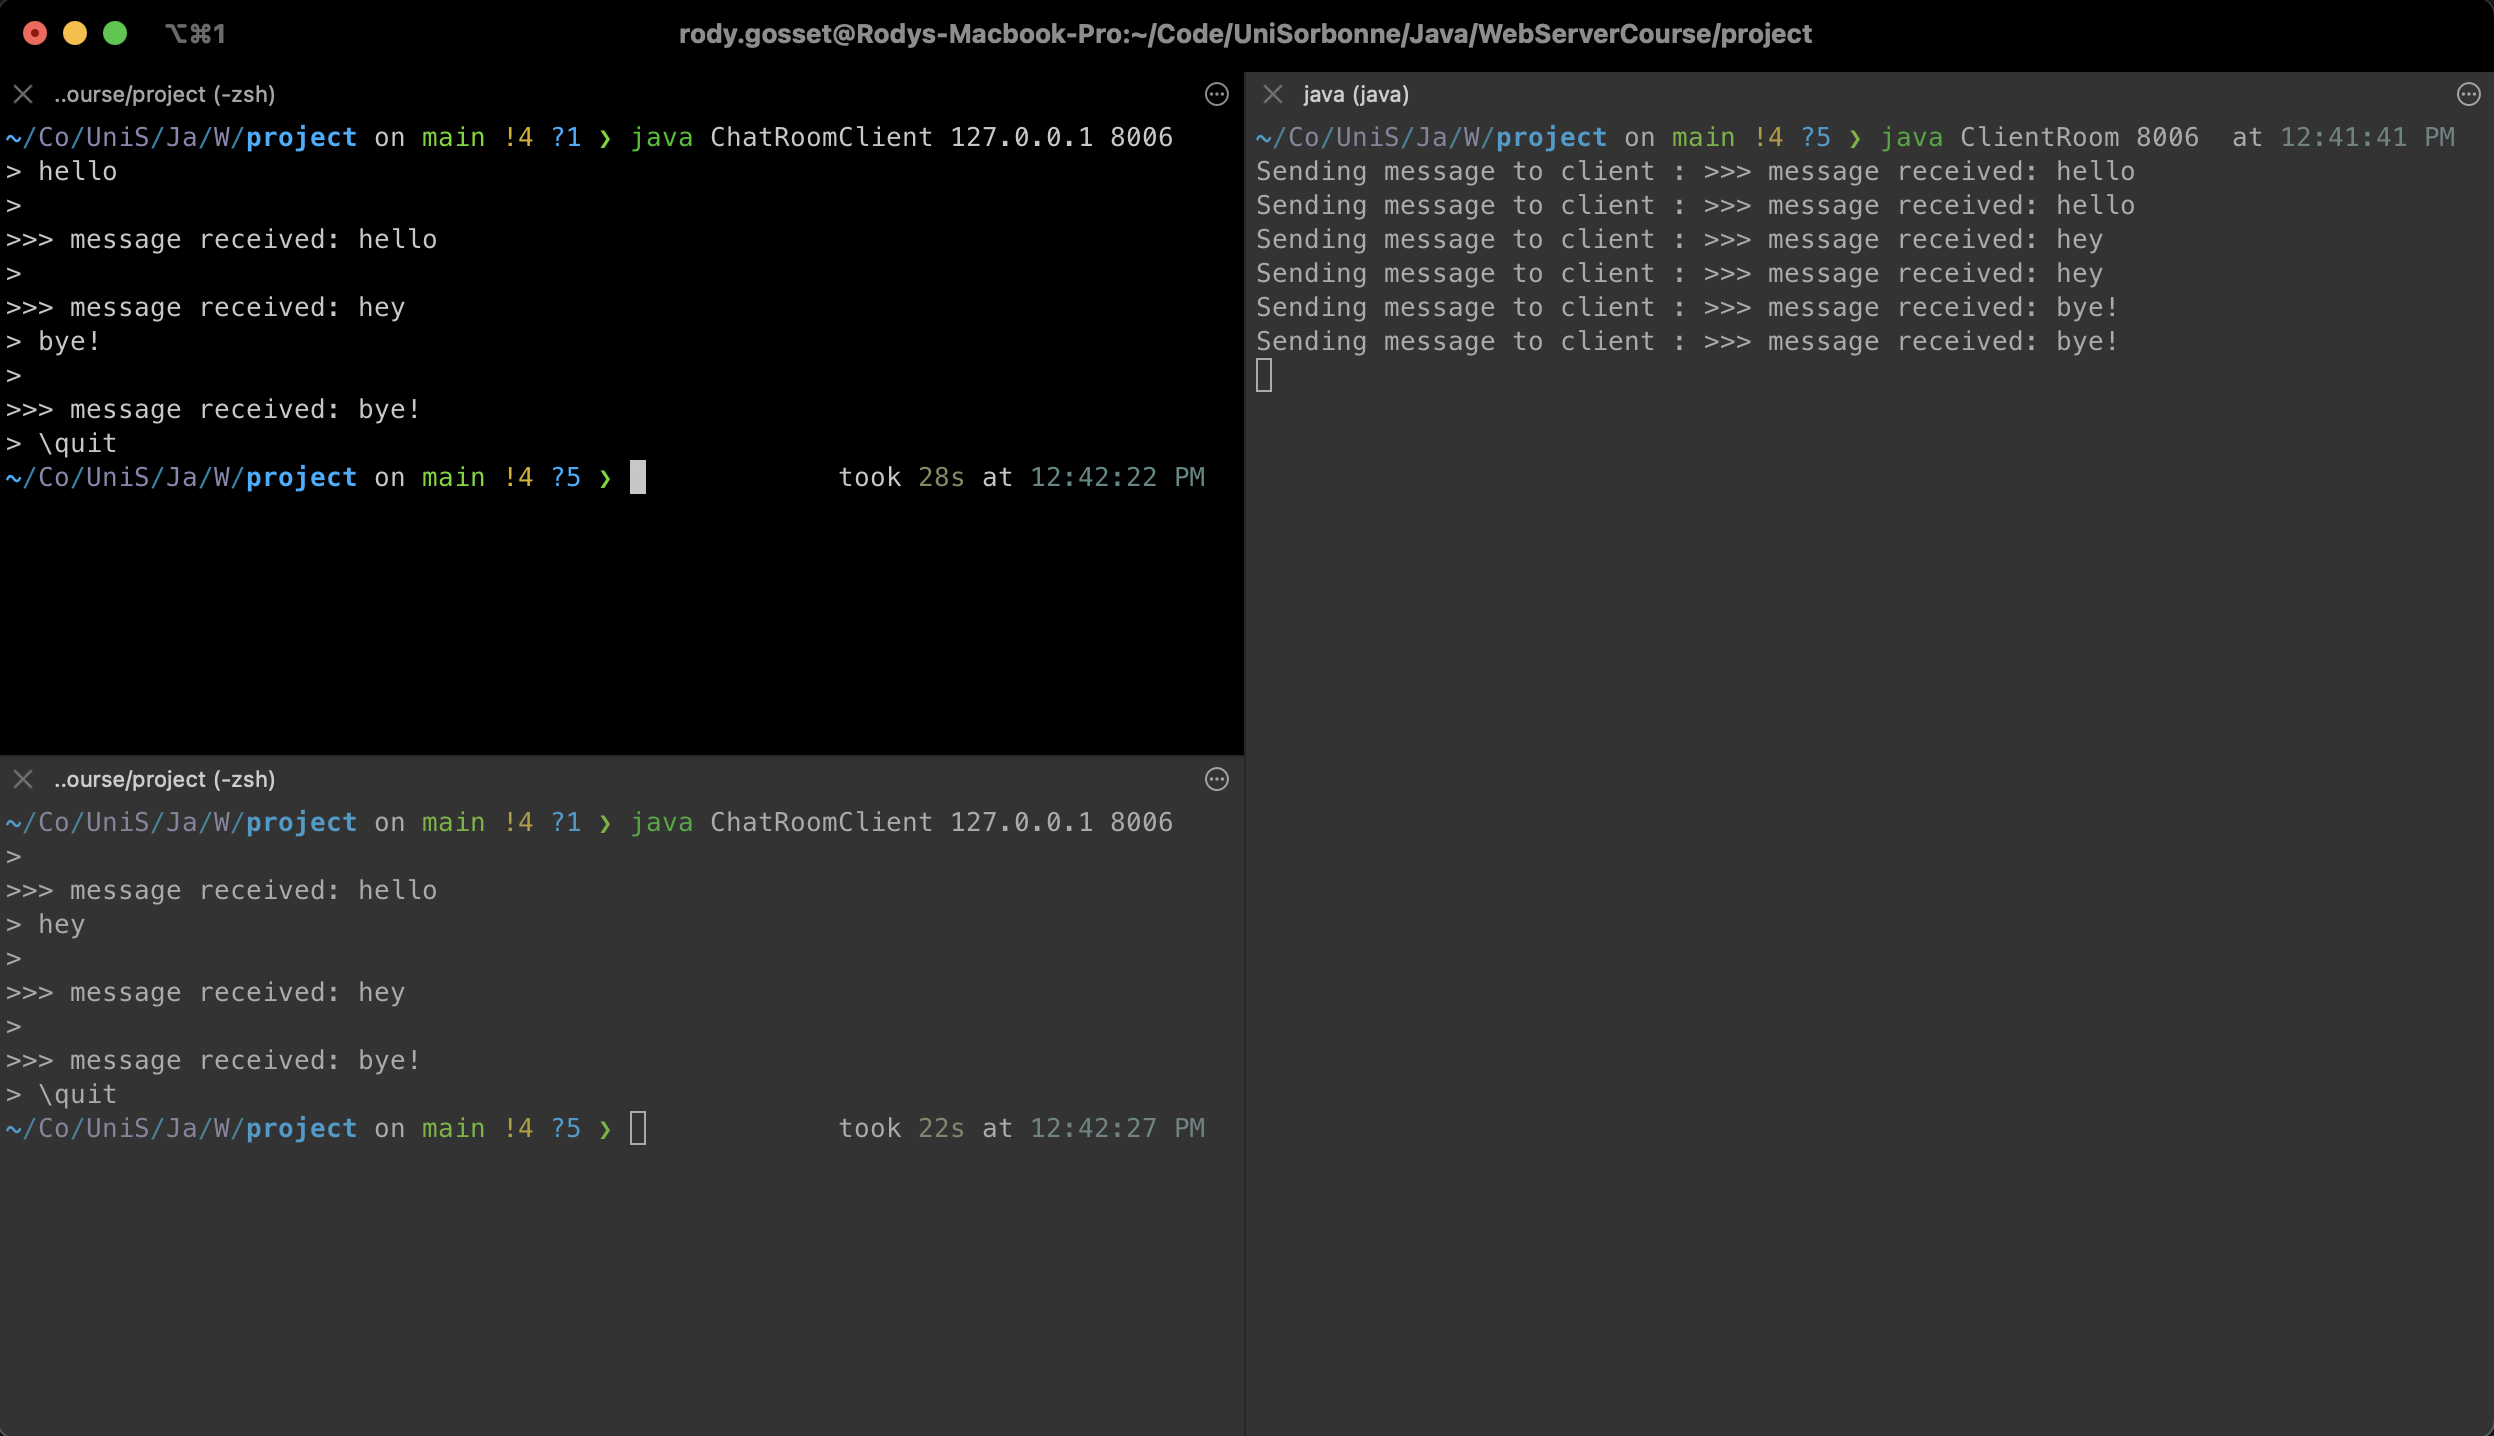 ⌥⌘1
rody.gosset@Rodys-Macbook-Pro:~/Code/UniSorbonne/Java/WebServerCourse/project
..ourse/project (-zsh)
~/Co/UniS/Ja/W/project on main !4 ?1 ❯ java ChatRoomClient 127.0.0.1 8006
> hello
>
>>> message received: hello
>
>>> message received: hey
> bye!
>
>>> message received: bye!
> \quit
~/Co/UniS/Ja/W/project on main !4 ?5 ❯ took 28s at 12:42:22 PM
..ourse/project (-zsh)
~/Co/UniS/Ja/W/project on main !4 ?1 ❯ java ChatRoomClient 127.0.0.1 8006
>
>>> message received: hello
> hey
>
>>> message received: hey
>
>>> message received: bye!
> \quit
~/Co/UniS/Ja/W/project on main !4 ?5 ❯ took 22s at 12:42:27 PM
java (java)
~/Co/UniS/Ja/W/project on main !4 ?5 ❯ java ClientRoom 8006 at 12:41:41 PM
Sending message to client : >>> message received: hello
Sending message to client : >>> message received: hello
Sending message to client : >>> message received: hey
Sending message to client : >>> message received: hey
Sending message to client : >>> message received: bye!
Sending message to client : >>> message received: bye!